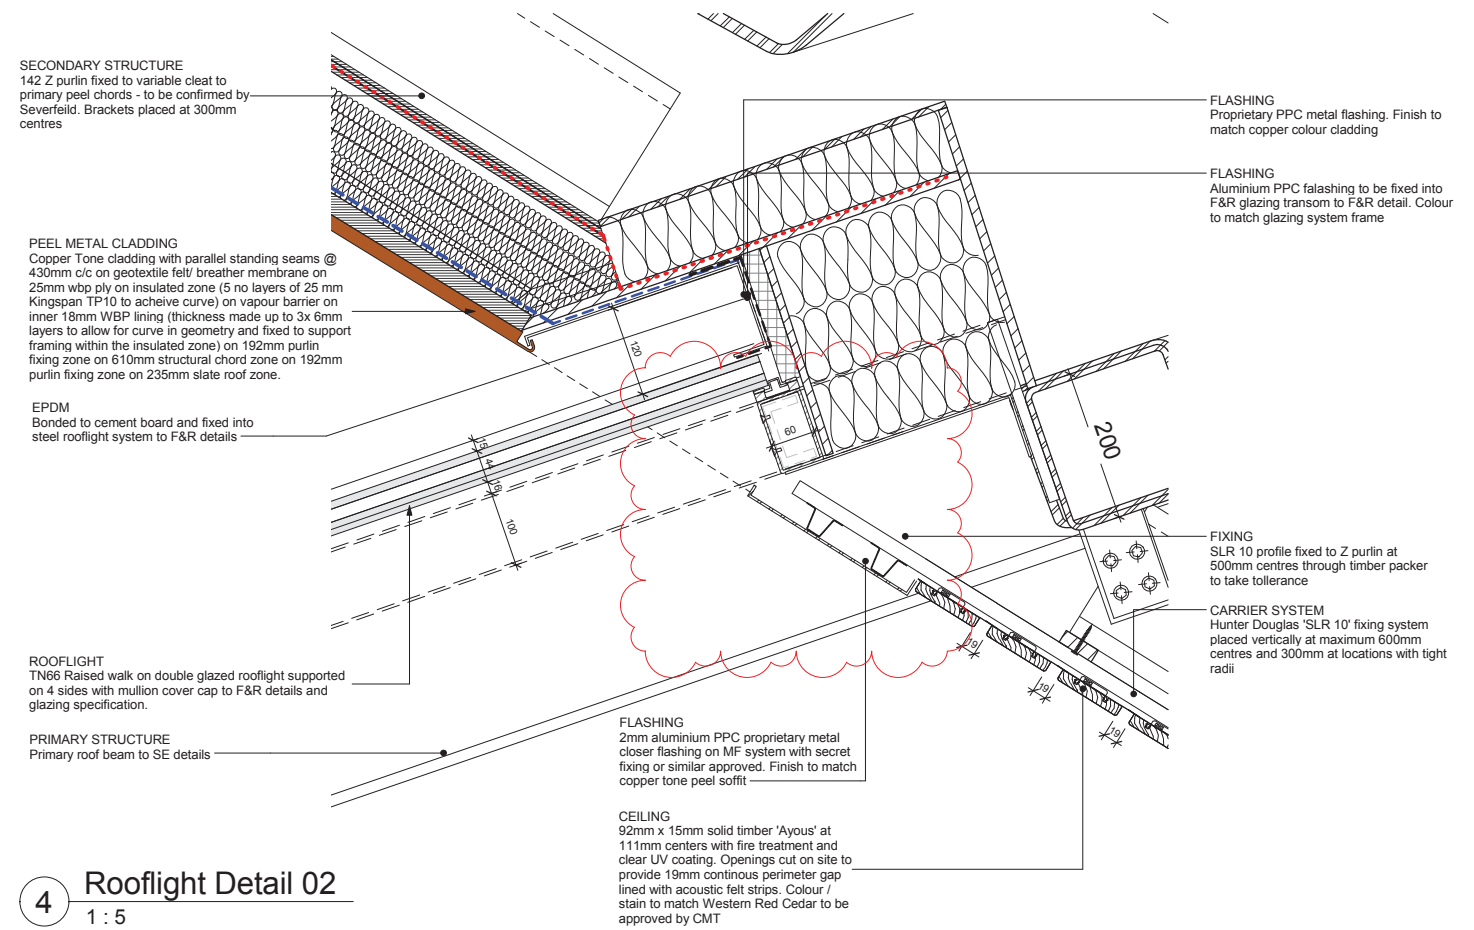 SECONDARY STRUCTURE
142 Z purlin fixed to variable cleat to
primary peel chords - to be confirmed by
Severfeild. Brackets placed at 300mm
centres
PEEL METAL CLADDING
Copper Tone cladding with parallel standing seams @
430mm c/c on geotextile felt/ breather membrane on
25mm wbp ply on insulated zone (5 no layers of 25 mm
Kingspan TP10 to acheive curve) on vapour barrier on
inner 18mm WBP lining (thickness made up to 3x 6mm
layers to allow for curve in geometry and fixed to support
framing within the insulated zone) on 192mm purlin
fixing zone on 610mm structural chord zone on 192mm
purlin fixing zone on 235mm slate roof zone.
EPDM
Bonded to cement board and fixed into
steel rooflight system to F&R details
ROOFLIGHT
TN66 Raised walk on double glazed rooflight supported
on 4 sides with mullion cover cap to F&R details and
glazing specification.
PRIMARY STRUCTURE
Primary roof beam to SE details
120
60
15
44
16
100
200
19
19
19
FLASHING
Proprietary PPC metal flashing. Finish to
match copper colour cladding
FLASHING
Aluminium PPC falashing to be fixed into
F&R glazing transom to F&R detail. Colour
to match glazing system frame
FIXING
SLR 10 profile fixed to Z purlin at
500mm centres through timber packer
to take tollerance
CARRIER SYSTEM
Hunter Douglas 'SLR 10' fixing system
placed vertically at maximum 600mm
centres and 300mm at locations with tight
radii
FLASHING
2mm aluminium PPC proprietary metal
closer flashing on MF system with secret
fixing or similar approved. Finish to match
copper tone peel soffit
CEILING
92mm x 15mm solid timber 'Ayous' at
111mm centers with fire treatment and
clear UV coating. Openings cut on site to
provide 19mm continous perimeter gap
lined with acoustic felt strips. Colour /
stain to match Western Red Cedar to be
approved by CMT
4
Rooflight Detail 02
1 : 5